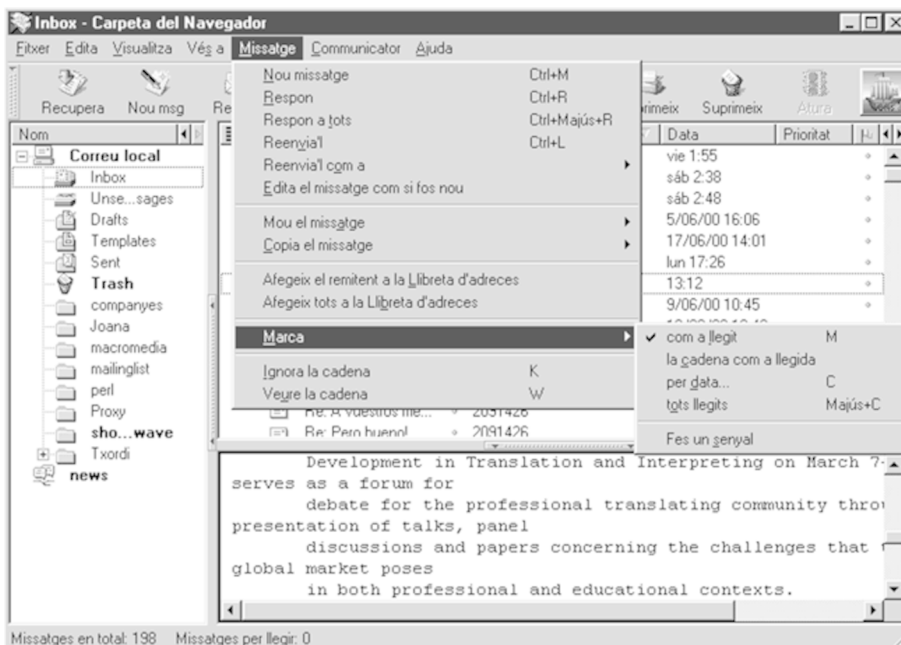 Inbox - Carpeta del Navegador
Fitxer Edita Visualitza Vés a Missatge Communicator Ajuda
Recupera Nou msg Re rimeix Suprimeix Atura
Nom
Correu local
Inbox
Unse...sages
Drafts
Templates
Sent
Trash
companyes
Joana
macromedia
mailinglist
perl
Proxy
sho...wave
Txordi
news
Nou missatge Ctrl+M
Respon Ctrl+R
Respon a tots Ctrl+Majús+R
Reenvia'l Ctrl+L
Reenvia'l com a
Edita el missatge com si fos nou
Mou el missatge
Copia el missatge
Afegeix el remitent a la Llibreta d'adreces
Afegeix tots a la Llibreta d'adreces
Marca
Ignora la cadena K
Veure la cadena W
Data Prioritat
vie 1:55
sáb 2:38
sáb 2:48
5/06/00 16:06
17/06/00 14:01
lun 17:26
13:12
9/06/00 10:45
com a llegit M
la cadena com a llegida
per data... C
tots llegits Majús+C
Fes un senyal
Re: A vuestros me... 2091426
Re: Pero bueno! 2091426
Development in Translation and Interpreting on March 7-
serves as a forum for
debate for the professional translating community throu
presentation of talks, panel
discussions and papers concerning the challenges that
global market poses
in both professional and educational contexts.
Missatges en total: 198 Missatges per llegir: 0